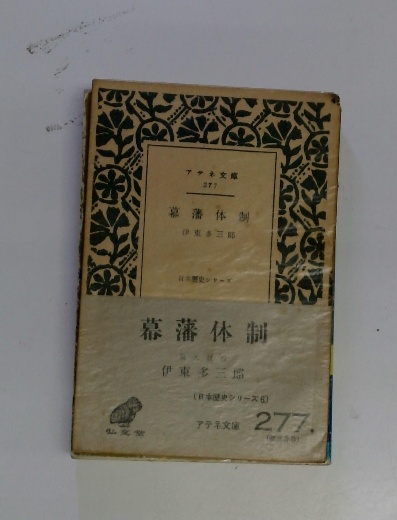 アテネ文庫
277
幕藩体制
伊東多三郎
日本歴史シリーズ
幕藩体制
伊東多三郎
(日本歴史シリーズ6)
アテネ文庫 277
弘文堂